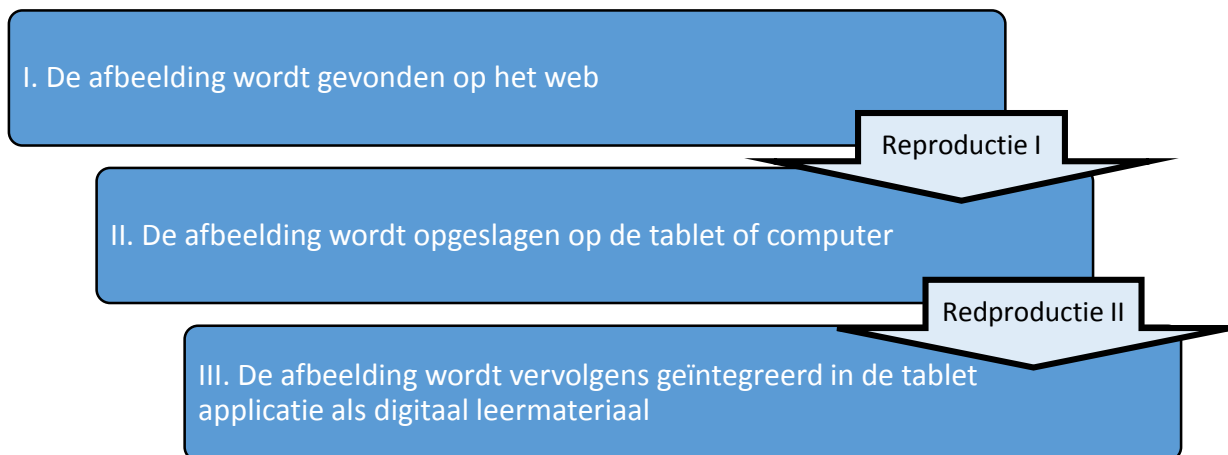 I. De afbeelding wordt gevonden op het web
Reproductie I
II. De afbeelding wordt opgeslagen op de tablet of computer
Redproductie II
III. De afbeelding wordt vervolgens geïntegreerd in de tablet
applicatie als digitaal leermateriaal